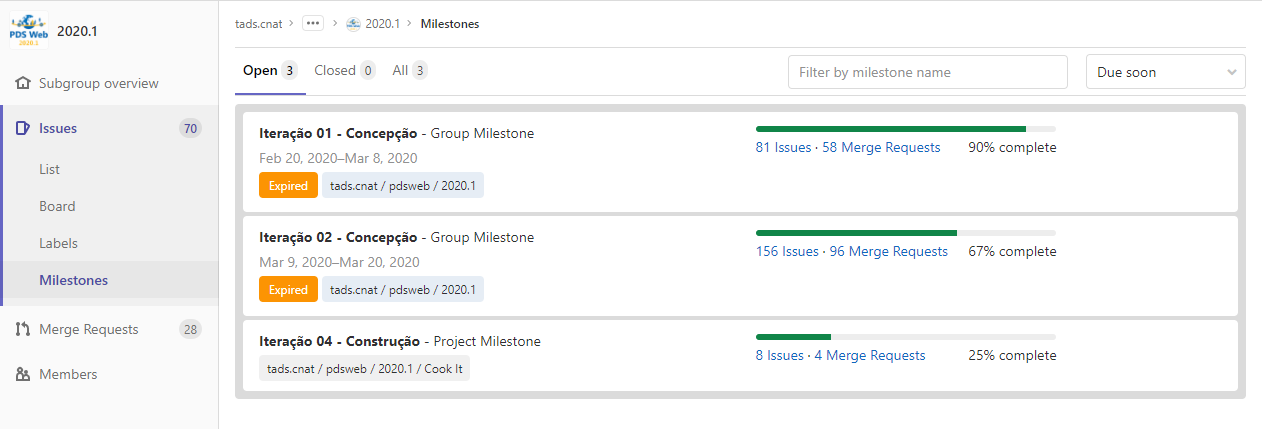 PDS Web
2020.1
2020.1
Subgroup overview
Issues 70
List
Board
Labels
Milestones
Merge Requests 28
Members
tads.cnat › ••• › 2020.1 › Milestones
Open 3 Closed 0 All 3
Filter by milestone name
Due soon
Iteração 01 - Concepção - Group Milestone
Feb 20, 2020–Mar 8, 2020
Expired tads.cnat / pdsweb / 2020.1
81 Issues · 58 Merge Requests 90% complete
Iteração 02 - Concepção - Group Milestone
Mar 9, 2020–Mar 20, 2020
Expired tads.cnat / pdsweb / 2020.1
156 Issues · 96 Merge Requests 67% complete
Iteração 04 - Construção - Project Milestone
tads.cnat / pdsweb / 2020.1 / Cook It
8 Issues · 4 Merge Requests 25% complete